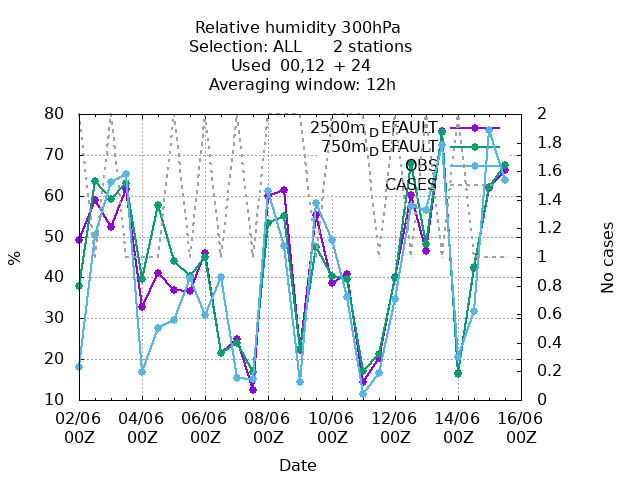 Relative humidity 300hPa
Selection: ALL 2 stations
Used 00,12 + 24
Averaging window: 12h
80 2
2500m_DEFAULT
1.8
750m_DEFAULT
70
OBS 1.6
CASES
60 1.4
1.2
50
% 1 No cases
40 0.8
0.6
30
0.4
20
0.2
10 0
02/06 04/06 06/06 08/06 10/06 12/06 14/06 16/06
00Z 00Z 00Z 00Z 00Z 00Z 00Z 00Z
Date